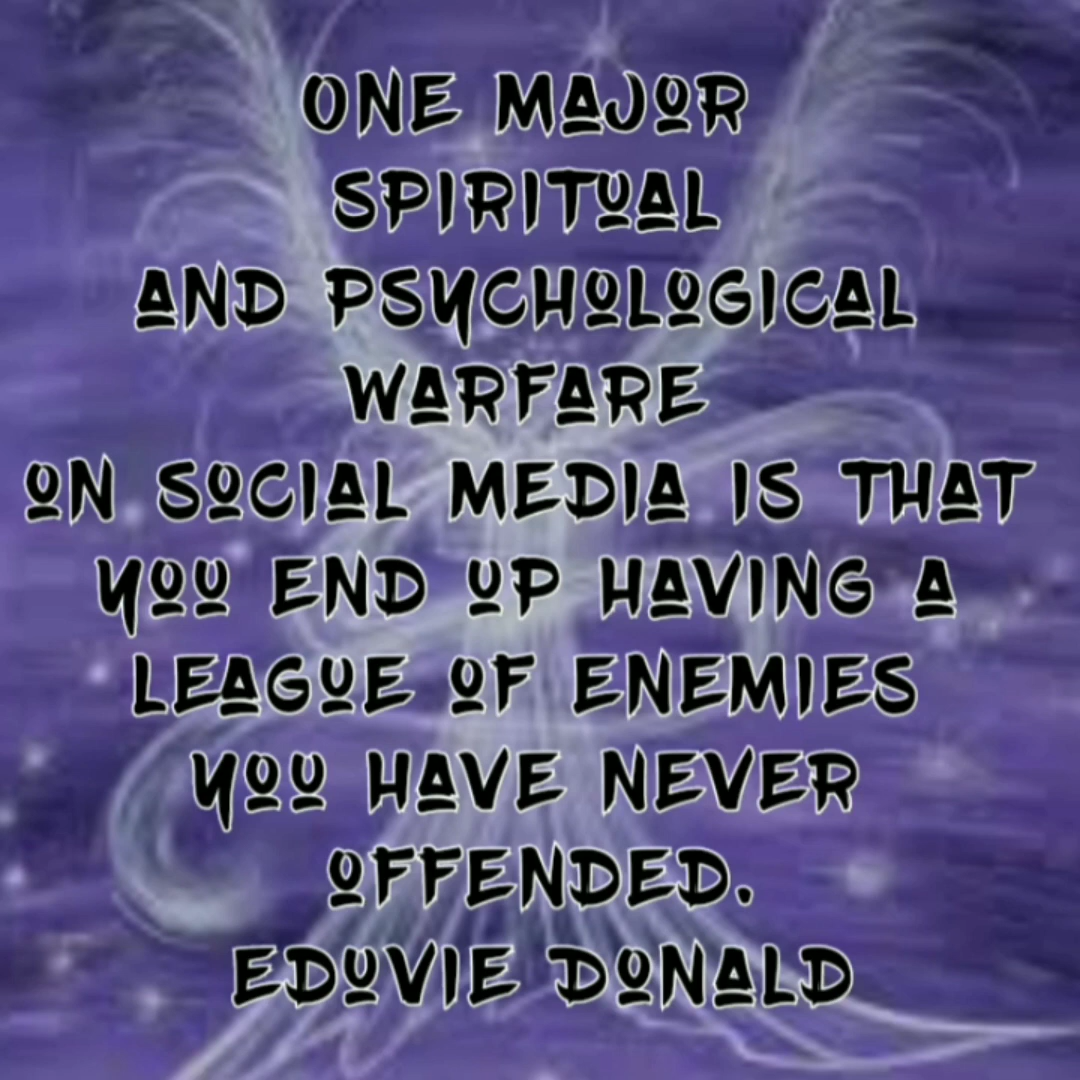 ONE MAJOR
SPIRITUAL
AND PSYCHOLOGICAL
WARFARE
ON SOCIAL MEDIA IS THAT
YOU END UP HAVING A
LEAGUE OF ENEMIES
YOU HAVE NEVER
OFFENDED.
EDUVIE DONALD